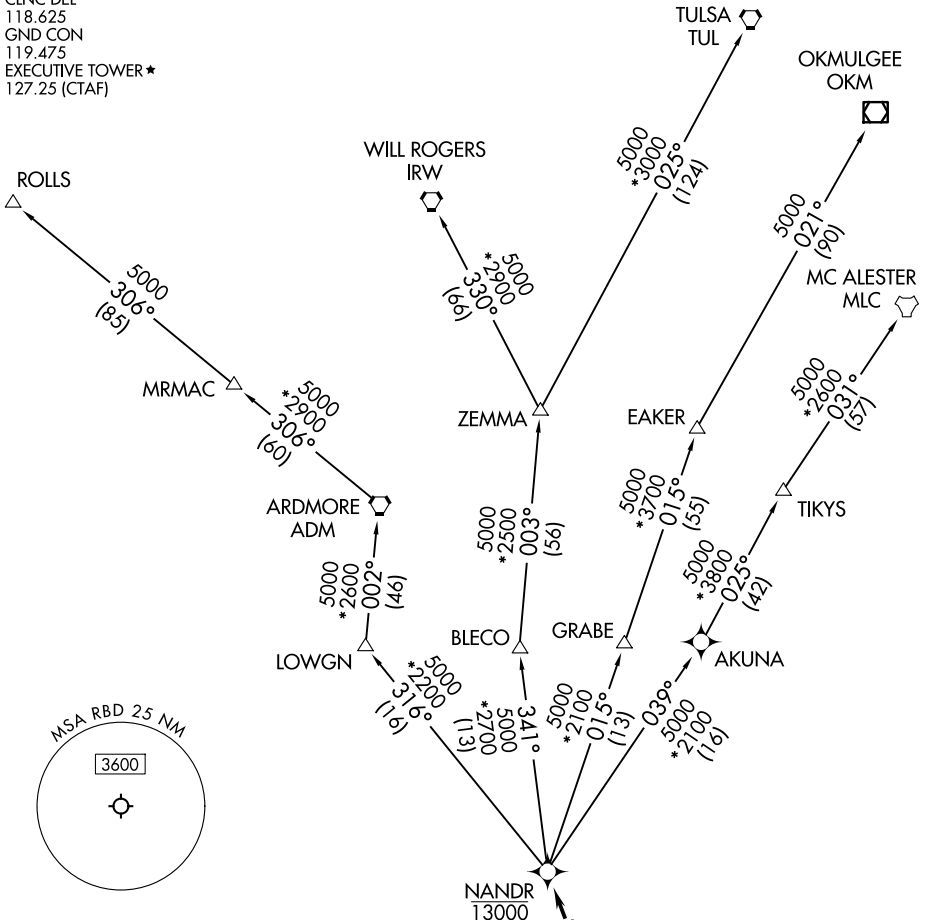 CLNC DEL
118.625
GND CON
119.475
EXECUTIVE TOWER★
127.25 (CTAF)
TULSA
TUL
OKMULGEE
OKM
5000
*3000
025°
(124)
WILL ROGERS
IRW
ROLLS
5000
021°
(90)
5000
*2900
330°
(66)
5000
306°
(85)
MC ALESTER
MLC
MRMAC
5000
*2900
306°
(60)
ZEMMA
EAKER
5000
*2600
031°
(57)
ARDMORE
ADM
5000
*2500
003°
(56)
5000
*3700
015°
(55)
TIKYS
5000
*2600
002°
(46)
5000
*3800
025°
(42)
LOWGN
BLECO
GRABE
AKUNA
5000
*2200
316°
(16)
341°
5000
*2700
(13)
5000
*2100
015°
(13)
039°
5000
*2100
(16)
MSA RBD 25 NM
3600
NANDR
13000